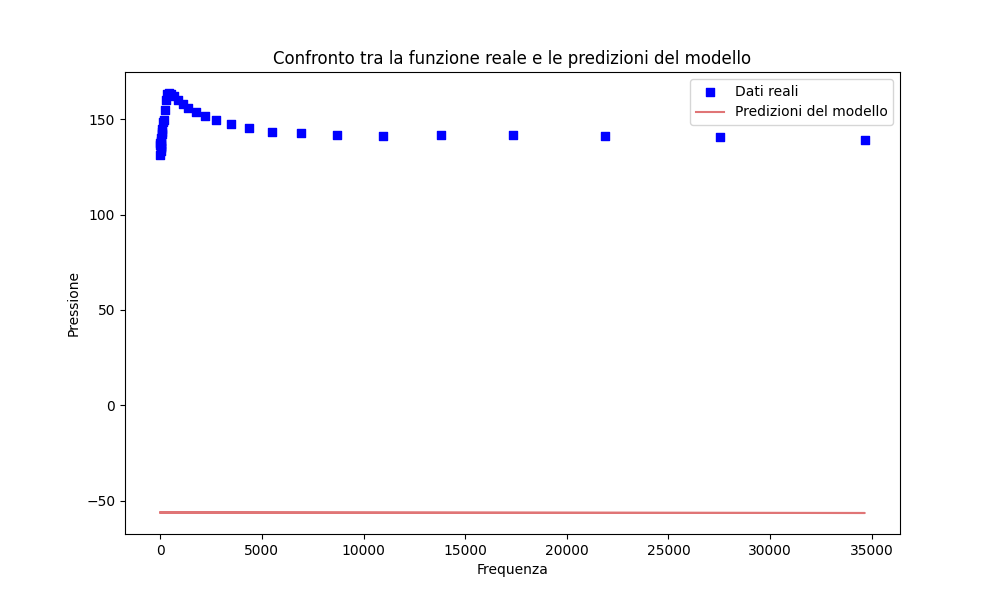 Confronto tra la funzione reale e le predizioni del modello
Dati reali
Predizioni del modello
150
100
50
0
−50
Pressione
0 5000 10000 15000 20000 25000 30000 35000
Frequenza